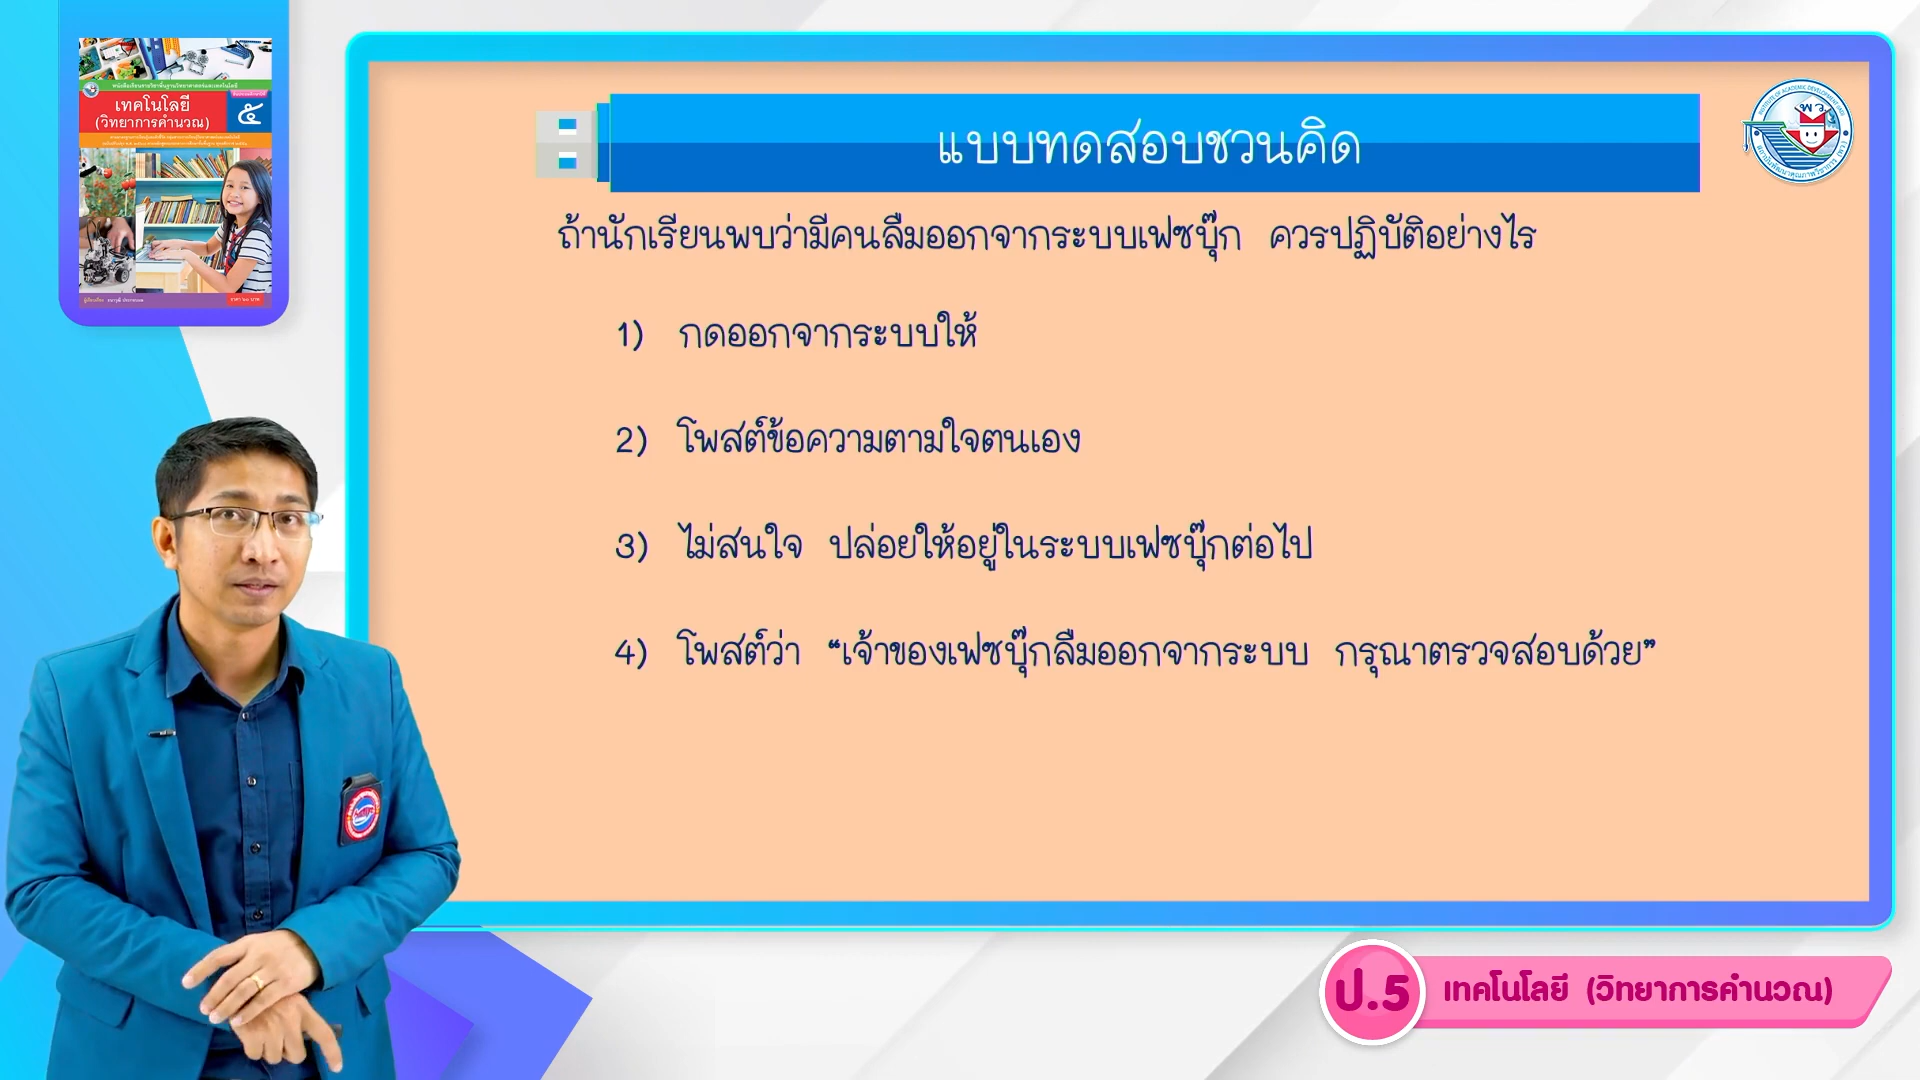 เทคโนโลยี
(วิทยาการคำนวณ)
๕
แบบทดสอบชวนคิด
พว
ถ้านักเรียนพบว่ามีคนลืมออกจากระบบเฟซบุ๊ก ควรปฏิบัติอย่างไร
1) กดออกจากระบบให้
2) โพสต์ข้อความตามใจตนเอง
3) ไม่สนใจ ปล่อยให้อยู่ในระบบเฟซบุ๊กต่อไป
4) โพสต์ว่า “เจ้าของเฟซบุ๊กลืมออกจากระบบ กรุณาตรวจสอบด้วย”
ป.5 เทคโนโลยี (วิทยาการคำนวณ)